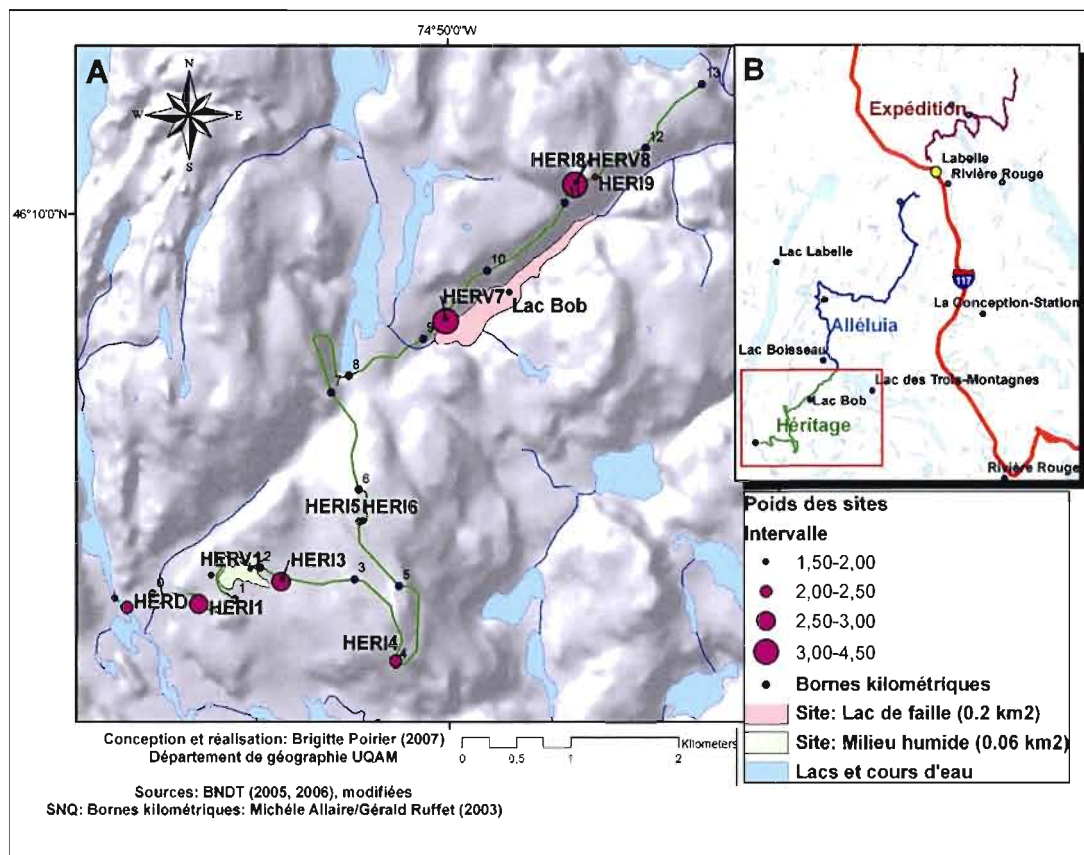 74°50'0"W
A
N
W
E
S
46°10'0"N
13
12
HERI8
HERV8
HERI9
10
HERV7
Lac Bob
9
8
7
6
HERI5
HERI6
HERV1
2
HERI3
3
5
0
HERD
1
HERI1
HERI4
4
B
Expédition
Labelle
Rivière Rouge
Lac Labelle
117
La Conception-Station
Alléluia
Lac Boisseau
Lac des Trois-Montagnes
Lac Bob
Héritage
Rivière Rouge
Poids des sites
Intervalle
1,50-2,00
2,00-2,50
2,50-3,00
3,00-4,50
Bornes kilométriques
Site: Lac de faille (0.2 km2)
Site: Milieu humide (0.06 km2)
Lacs et cours d'eau
Conception et réalisation: Brigitte Poirier (2007)
Département de géographie UQAM
Kilometers
0 0,5 1 2
Sources: BNDT (2005, 2006), modifiées
SNQ: Bornes kilométriques: Michéle Allaire/Gérald Ruffet (2003)